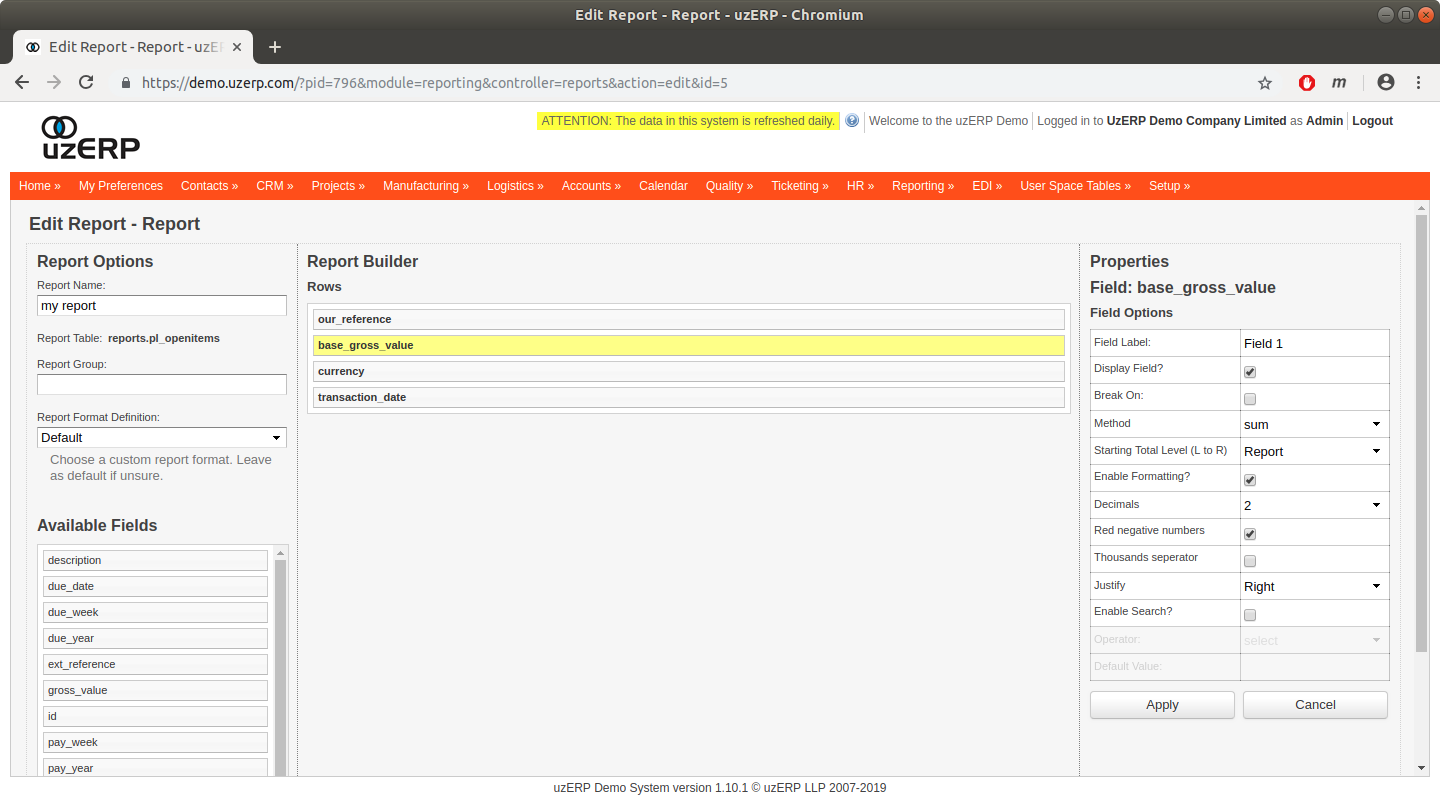 Edit Report - Report - uzERP - Chromium
Edit Report - Report - uzE
https://demo.uzerp.com/?pid=796&module=reporting&controller=reports&action=edit&id=5
m
uzERP
ATTENTION: The data in this system is refreshed daily. ? Welcome to the uzERP Demo Logged in to UzERP Demo Company Limited as Admin Logout
Home » My Preferences Contacts » CRM » Projects » Manufacturing » Logistics » Accounts » Calendar Quality » Ticketing » HR » Reporting » EDI » User Space Tables » Setup »
Edit Report - Report
Report Options
Report Name:
my report
Report Table: reports.pl_openitems
Report Group:
Report Format Definition:
Default
Choose a custom report format. Leave
as default if unsure.
Available Fields
description
due_date
due_week
due_year
ext_reference
gross_value
id
pay_week
pay_year
Report Builder
Rows
our_reference
base_gross_value
currency
transaction_date
Properties
Field: base_gross_value
Field Options
Field Label: Field 1
Display Field?
Break On:
Method sum
Starting Total Level (L to R) Report
Enable Formatting?
Decimals 2
Red negative numbers
Thousands seperator
Justify Right
Enable Search?
Operator: select
Default Value:
Apply Cancel
uzERP Demo System version 1.10.1 © uzERP LLP 2007-2019